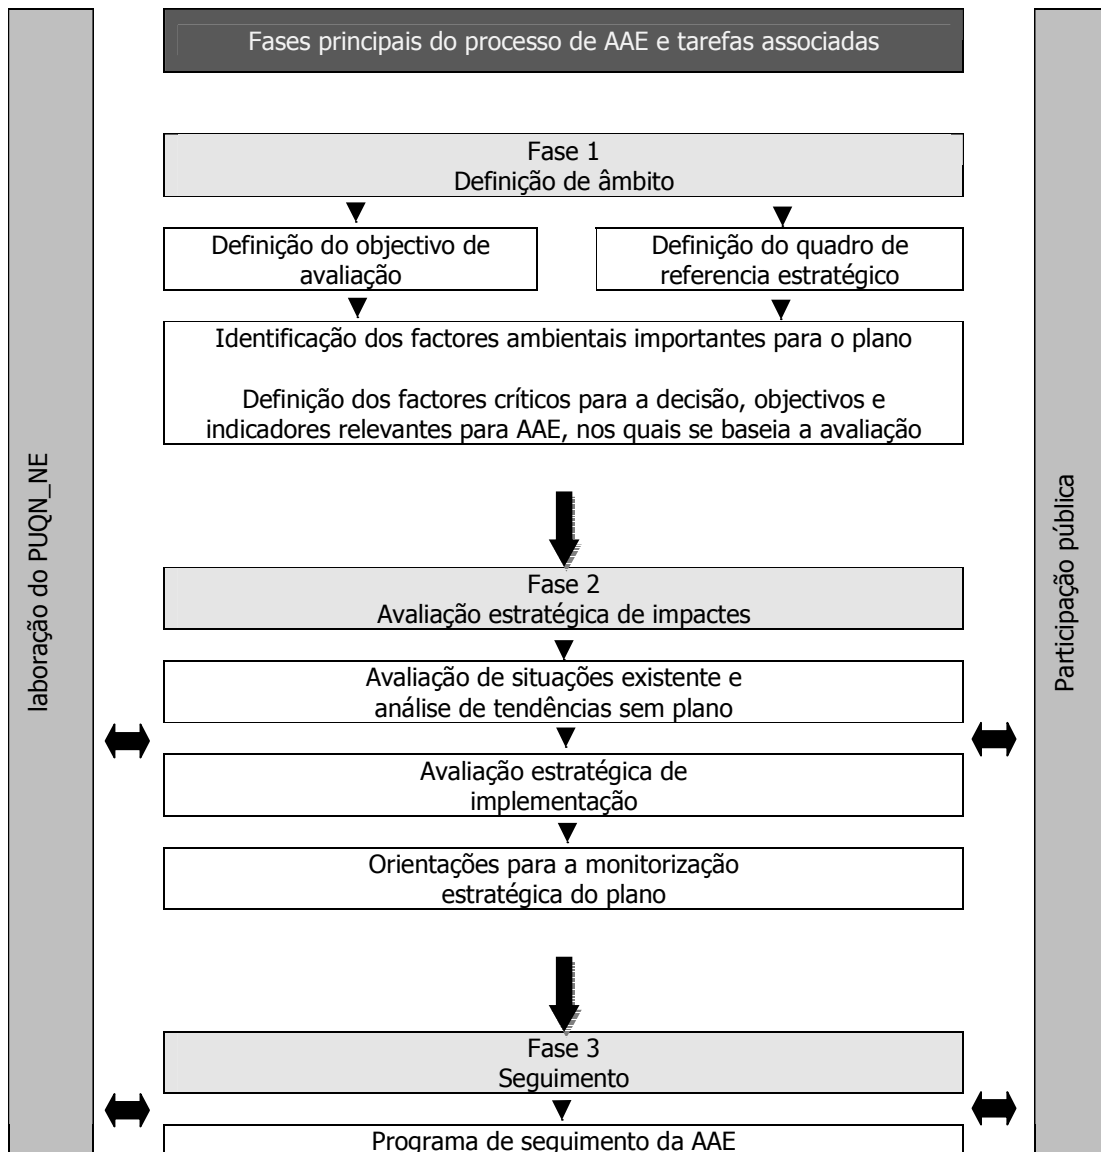 Fases principais do processo de AAE e tarefas associadas
Fase 1
Definição de âmbito
Definição do objectivo de
avaliação
Definição do quadro de
referencia estratégico
Identificação dos factores ambientais importantes para o plano
Definição dos factores críticos para a decisão, objectivos e
indicadores relevantes para AAE, nos quais se baseia a avaliação
laboração do PUQN_NE
Participação pública
Fase 2
Avaliação estratégica de impactes
Avaliação de situações existente e
análise de tendências sem plano
Avaliação estratégica de
implementação
Orientações para a monitorização
estratégica do plano
Fase 3
Seguimento
Programa de seguimento da AAE